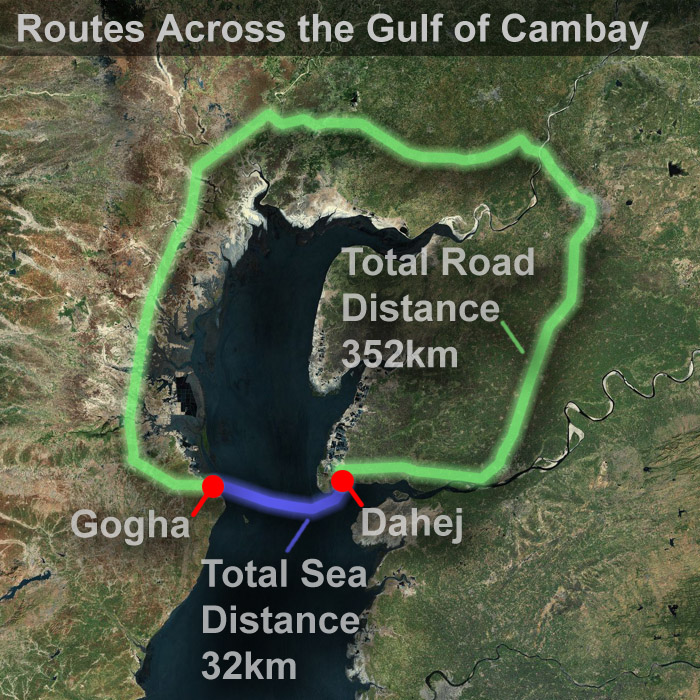 Routes Across the Gulf of Cambay
Total Road
Distance
352km
Gogha
Dahej
Total Sea
Distance
32km